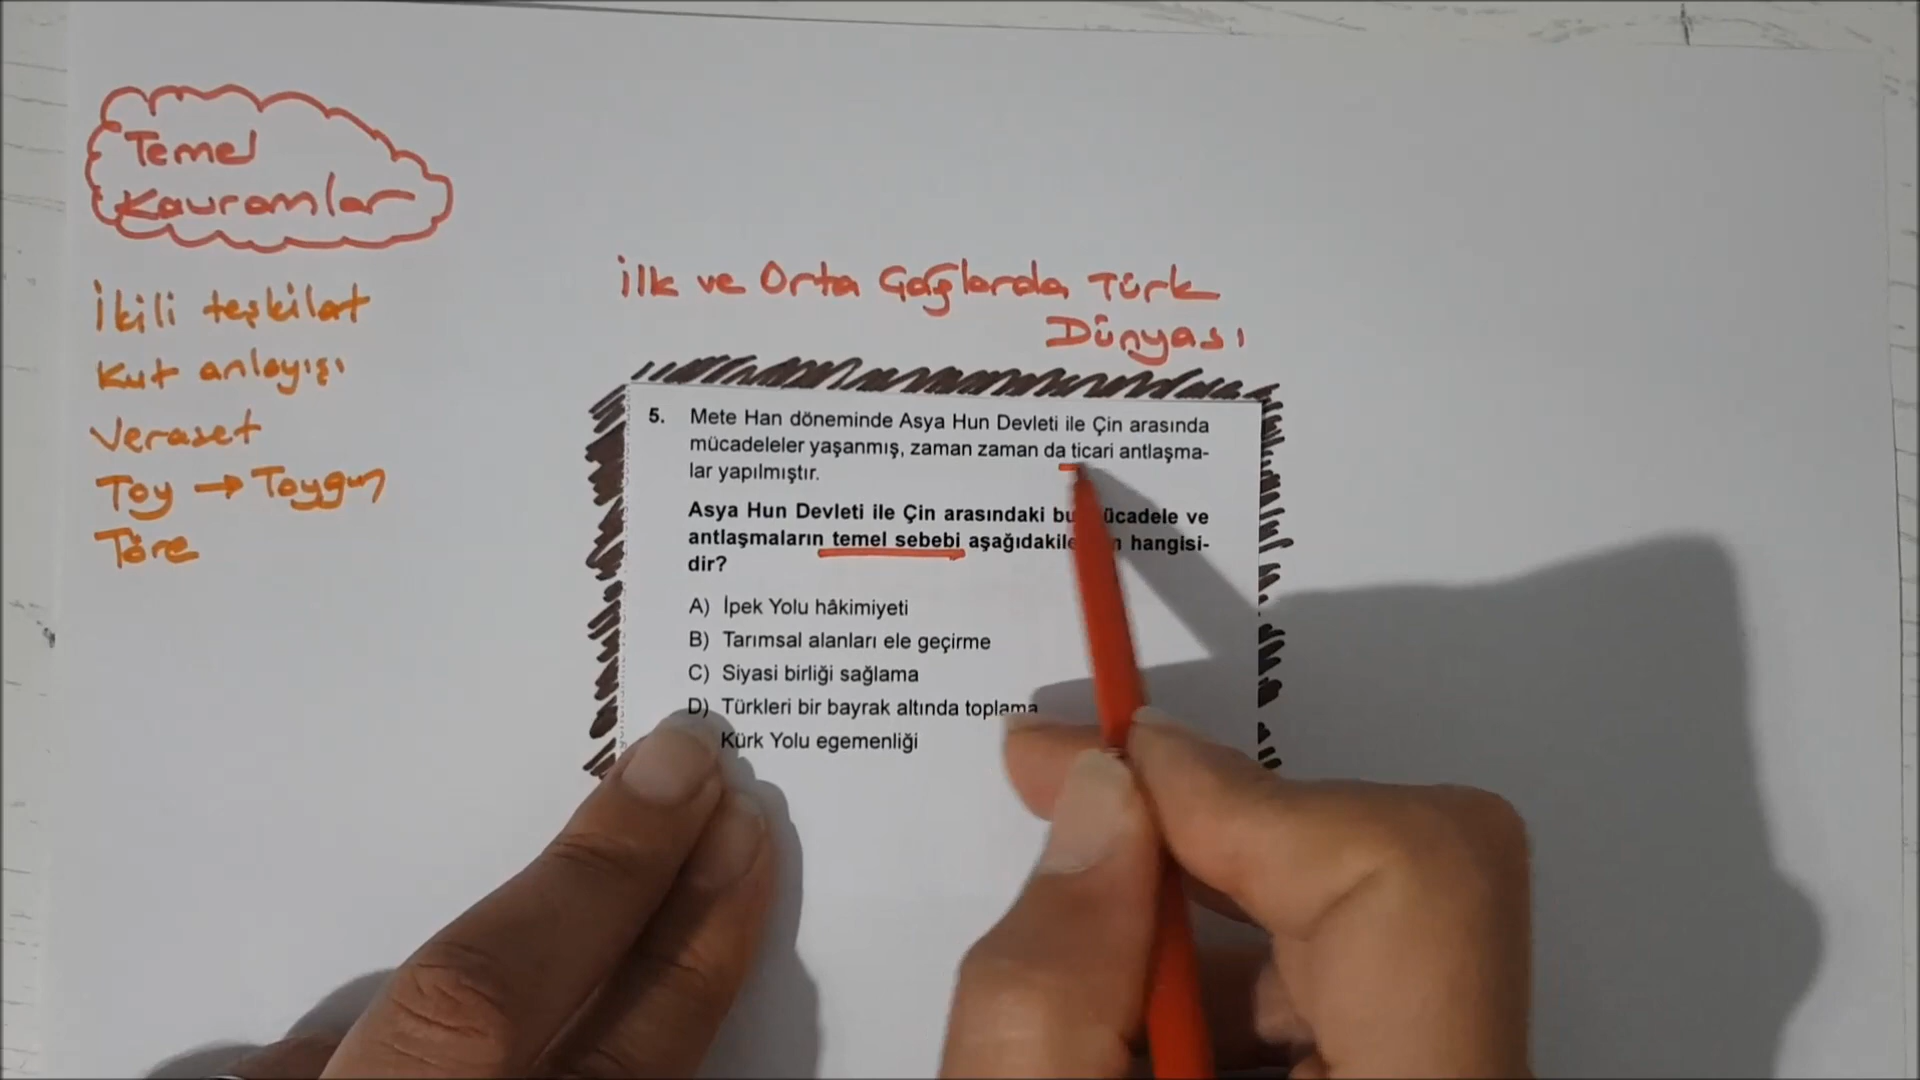 Temel
Kavramlar
İkili teşkilat
Kut anlayışı
Veraset
Toy → Toygun
Töre
İlk ve Orta Çağlarda Türk
Dünyası
5. Mete Han döneminde Asya Hun Devleti ile Çin arasında
mücadeleler yaşanmış, zaman zaman da ticari antlaşma-
lar yapılmıştır.
Asya Hun Devleti ile Çin arasındaki bu mücadele ve
antlaşmaların temel sebebi hangisi-
dir?
A) İpek Yolu hâkimiyeti
B) Tarımsal alanları ele geçirme
C) Siyasi birliği sağlama
D) Türkleri bir bayrak altında toplama
Kürk Yolu egemenliği